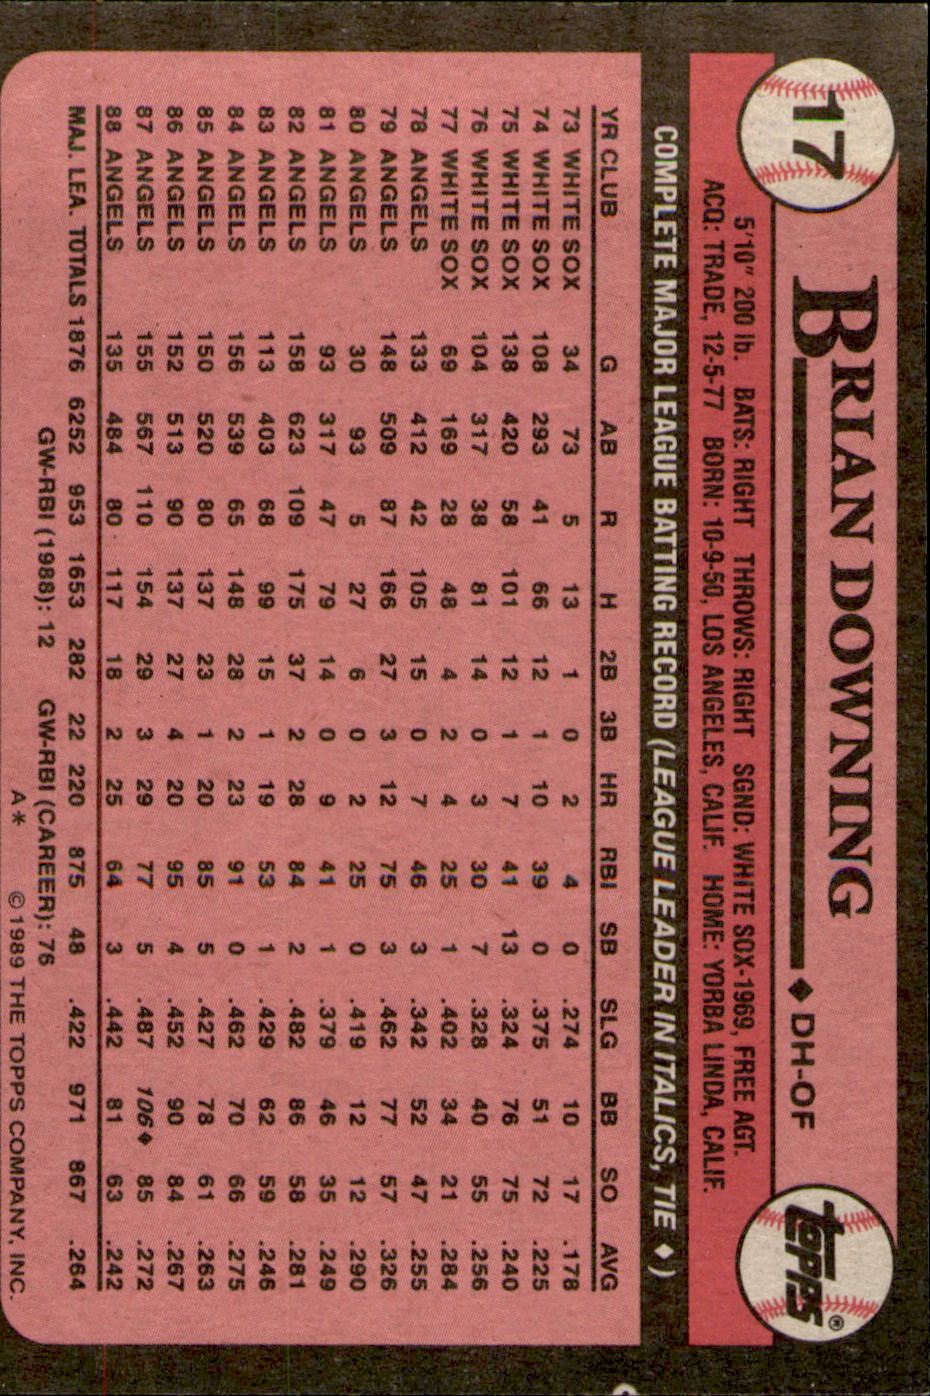 17
BRIAN DOWNING ◆ DH-OF
topps®
5'10" 200 lb. BATS: RIGHT THROWS: RIGHT SGND: WHITE SOX-1969, FREE AGT.
ACQ: TRADE, 12-5-77 BORN: 10-9-50, LOS ANGELES, CALIF. HOME: YORBA LINDA, CALIF.
COMPLETE MAJOR LEAGUE BATTING RECORD (LEAGUE LEADER IN ITALICS, TIE ◆)
YR CLUB G AB R H 2B 3B HR RBI SB SLG BB SO AVG
73 WHITE SOX 34 73 5 13 1 0 2 4 0 .274 10 17 .178
74 WHITE SOX 108 293 41 66 12 1 10 39 0 .375 51 72 .225
75 WHITE SOX 138 420 58 101 12 1 7 41 13 .324 76 75 .240
76 WHITE SOX 104 317 38 81 14 0 3 30 7 .328 40 55 .256
77 WHITE SOX 69 169 28 48 4 2 4 25 1 .402 34 21 .284
78 ANGELS 133 412 42 105 15 0 7 46 3 .342 52 47 .255
79 ANGELS 148 509 87 166 27 3 12 75 3 .462 77 57 .326
80 ANGELS 30 93 5 27 6 0 2 25 0 .419 12 12 .290
81 ANGELS 93 317 47 79 14 0 9 41 1 .379 46 35 .249
82 ANGELS 158 623 109 175 37 2 28 84 2 .482 86 58 .281
83 ANGELS 113 403 68 99 15 1 19 53 1 .429 62 59 .246
84 ANGELS 156 539 65 148 28 2 23 91 0 .462 70 66 .275
85 ANGELS 150 520 80 137 23 1 20 85 5 .427 78 61 .263
86 ANGELS 152 513 90 137 27 4 20 95 4 .452 90 84 .267
87 ANGELS 155 567 110 154 29 3 29 77 5 .487 106◆ 85 .272
88 ANGELS 135 484 80 117 18 2 25 64 3 .442 81 63 .242
MAJ. LEA. TOTALS 1876 6252 953 1653 282 22 220 875 48 .422 971 867 .264
GW-RBI (1988): 12 GW-RBI (CAREER): 76
A* © 1989 THE TOPPS COMPANY, INC.